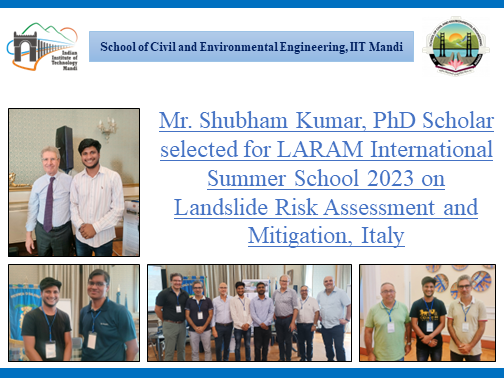 Indian
Institute of
Technology
Mandi
School of Civil and Environmental Engineering, IIT Mandi
Mr. Shubham Kumar, PhD Scholar
selected for LARAM International
Summer School 2023 on
Landslide Risk Assessment and
Mitigation, Italy